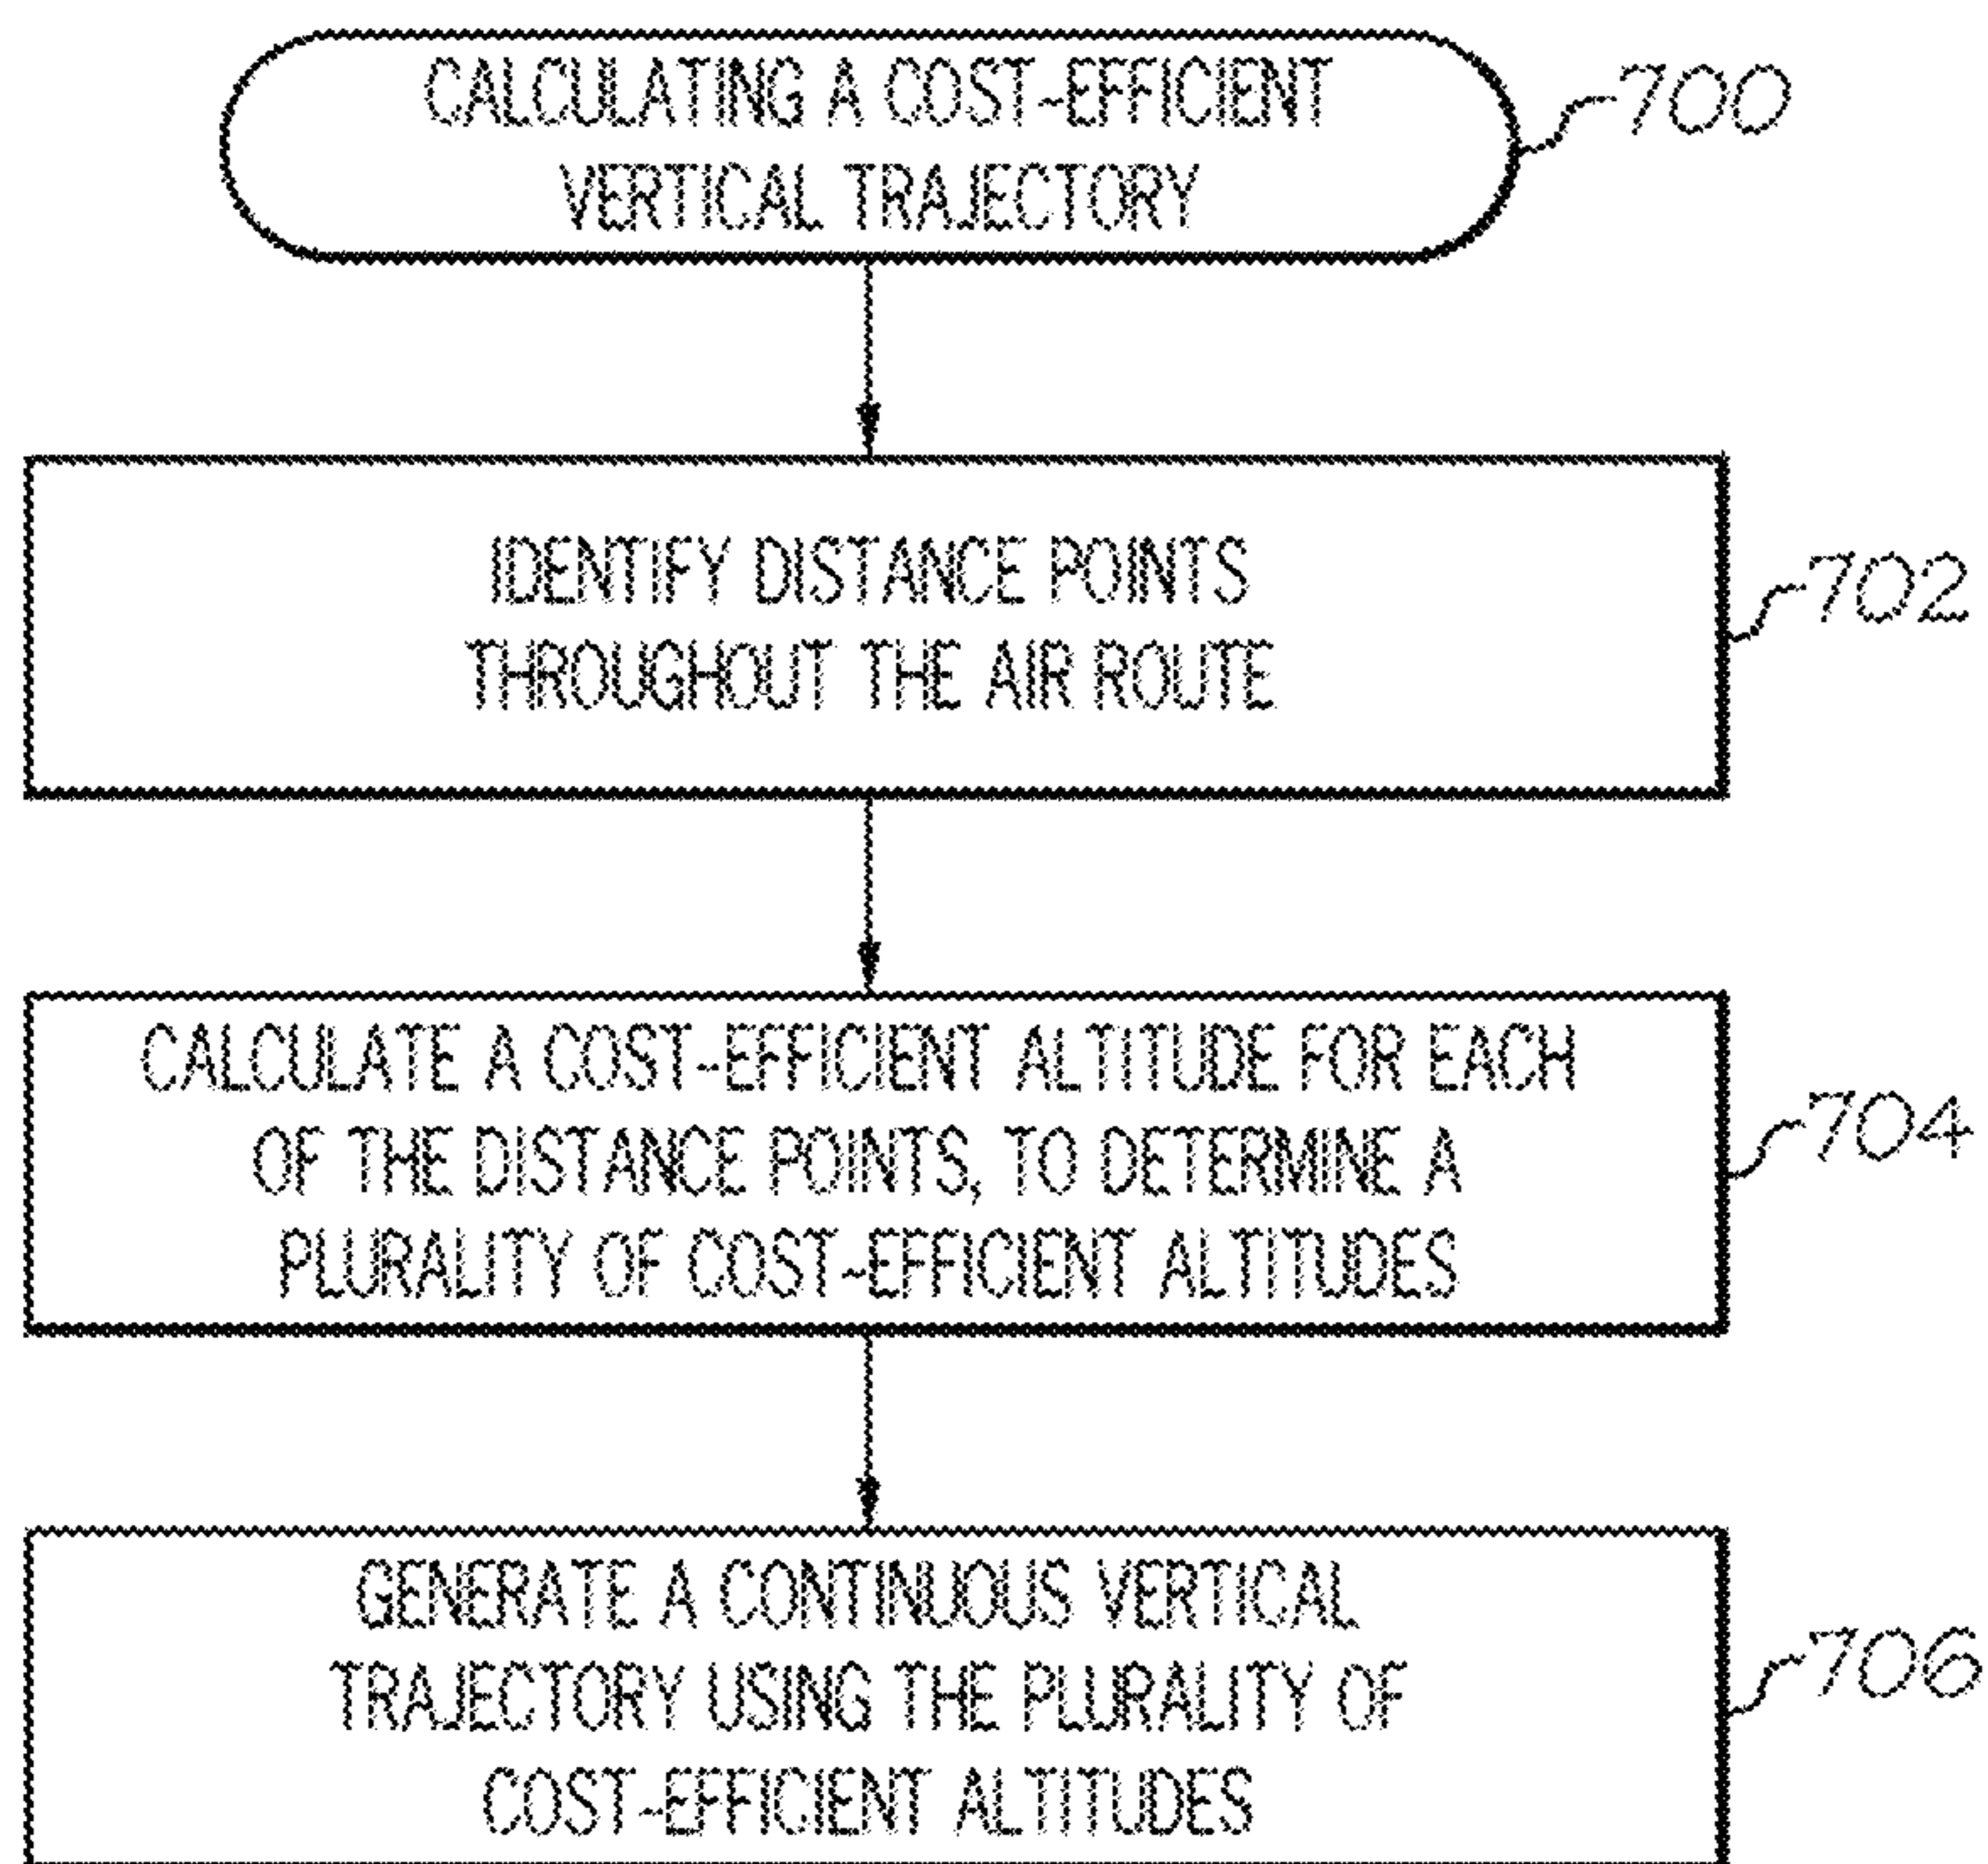 CALCULATING A COST-EFFICIENT
VERTICAL TRAJECTORY
700
IDENTIFY DISTANCE POINTS
THROUGHOUT THE AIR ROUTE
702
CALCULATE A COST-EFFICIENT ALTITUDE FOR EACH
OF THE DISTANCE POINTS, TO DETERMINE A
PLURALITY OF COST-EFFICIENT ALTITUDES
704
GENERATE A CONTINUOUS VERTICAL
TRAJECTORY USING THE PLURALITY OF
COST-EFFICIENT ALTITUDES
706